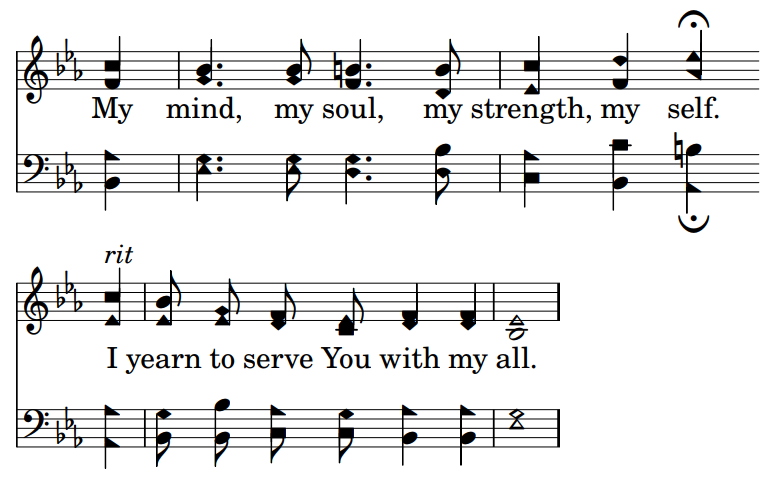 My mind, my soul, my strength, my self.
rit
I yearn to serve You with my all.